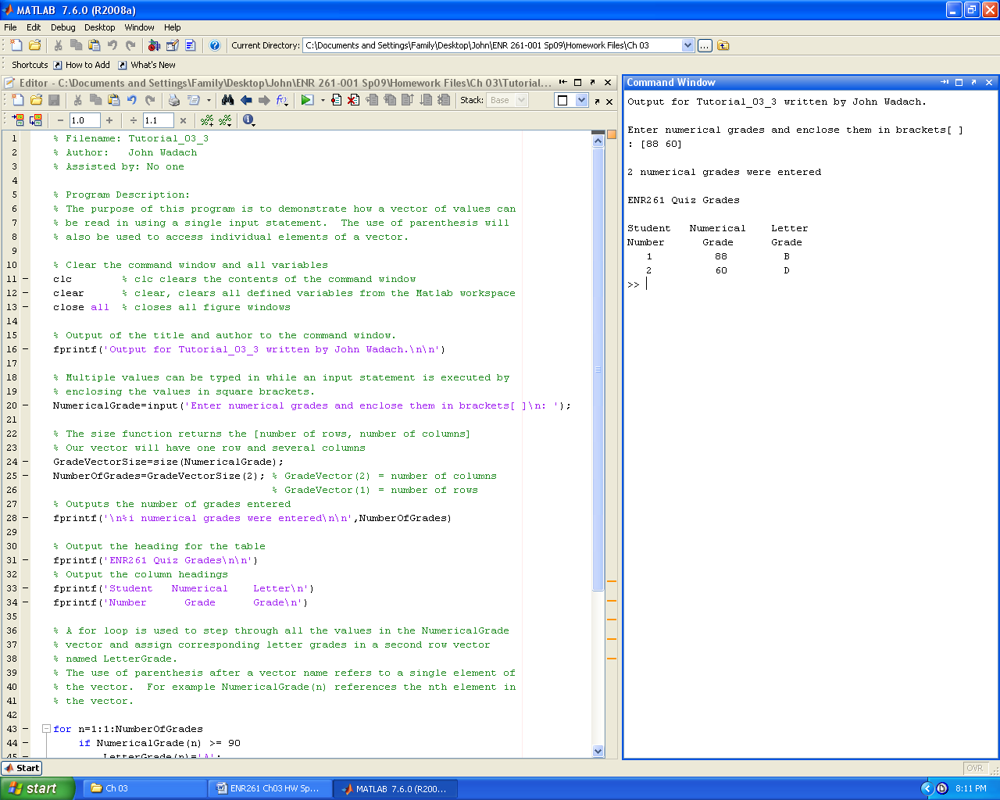 MATLAB  7.6.0 (R2008a)
File Edit Debug Desktop Window Help
Current Directory: C:\Documents and Settings\Family\Desktop\John\ENR 261-001 Sp09\Homework Files\Ch 03 ...
Shortcuts How to Add What's New
Editor - C:\Documents and Settings\Family\Desktop\John\ENR 261-001 Sp09\Homework Files\Ch 03\Tutorial...
Stack: Base
− 1.0 + ÷ 1.1 ×
1 % Filename: Tutorial_03_3
2 % Author:   John Wadach
3 % Assisted by: No one
4
5 % Program Description:
6 % The purpose of this program is to demonstrate how a vector of values can
7 % be read in using a single input statement.  The use of parenthesis will
8 % also be used to access individual elements of a vector.
9
10 % Clear the command window and all variables
11 – clc        % clc clears the contents of the command window
12 – clear      % clear, clears all defined variables from the Matlab workspace
13 – close all  % closes all figure windows
14
15 % Output of the title and author to the command window.
16 – fprintf('Output for Tutorial_03_3 written by John Wadach.\n\n')
17
18 % Multiple values can be typed in while an input statement is executed by
19 % enclosing the values in square brackets.
20 – NumericalGrade=input('Enter numerical grades and enclose them in brackets[ ]\n: ');
21
22 % The size function returns the [number of rows, number of columns]
23 % Our vector will have one row and several columns
24 – GradeVectorSize=size(NumericalGrade);
25 – NumberOfGrades=GradeVectorSize(2); % GradeVector(2) = number of columns
26 % GradeVector(1) = number of rows
27 % Outputs the number of grades entered
28 – fprintf('\n%i numerical grades were entered\n\n',NumberOfGrades)
29
30 % Output the heading for the table
31 – fprintf('ENR261 Quiz Grades\n\n')
32 % Output the column headings
33 – fprintf('Student   Numerical    Letter\n')
34 – fprintf('Number      Grade      Grade\n')
35
36 % A for loop is used to step through all the values in the NumericalGrade
37 % vector and assign corresponding letter grades in a second row vector
38 % named LetterGrade.
39 % The use of parenthesis after a vector name refers to a single element of
40 % the vector.  For example NumericalGrade(n) references the nth element in
41 % the vector.
42
43 – for n=1:1:NumberOfGrades
44 – if NumericalGrade(n) >= 90
45 – LetterGrade(n)='A';
Command Window
Output for Tutorial_03_3 written by John Wadach.
Enter numerical grades and enclose them in brackets[ ]
: [88 60]
2 numerical grades were entered
ENR261 Quiz Grades
Student   Numerical    Letter
Number      Grade      Grade
1 88 B
2 60 D
>>
Start OVR
start Ch 03 ENR261 Ch03 HW Sp... MATLAB  7.6.0 (R200... 8:11 PM